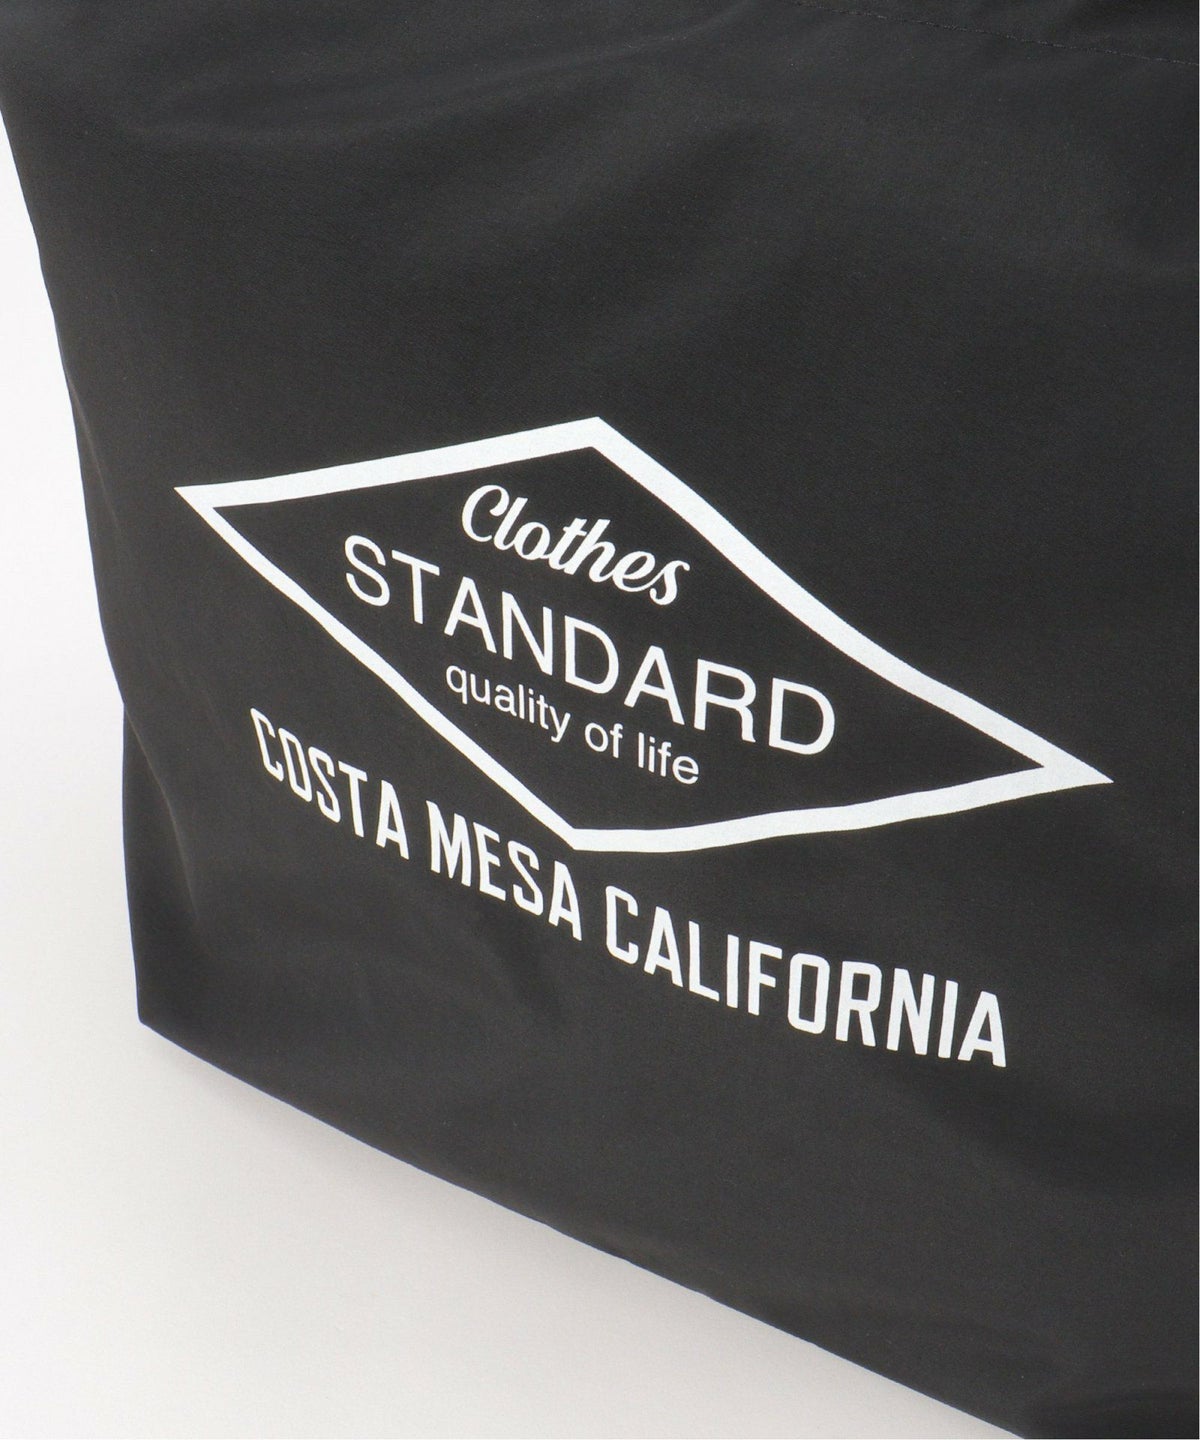 Clothes
STANDARD
quality of life
COSTA MESA CALIFORNIA